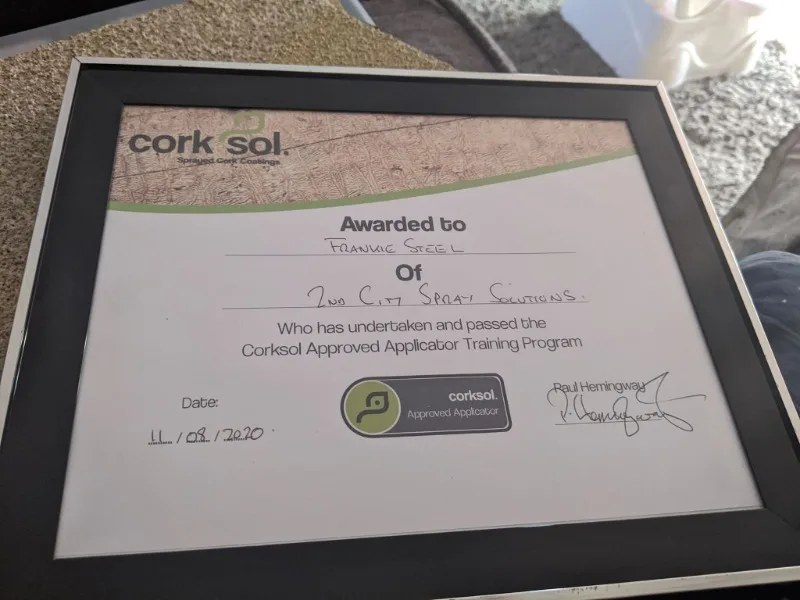 cork sol.
Sprayed Cork Coatings
Awarded to
FRANKIE STEEL
Of
2ND CITY SPRAY SOLUTIONS.
Who has undertaken and passed the
Corksol Approved Applicator Training Program
Date:
11/08/2020
corksol.
Approved Applicator
Paul Hemingway
P. Hemingway